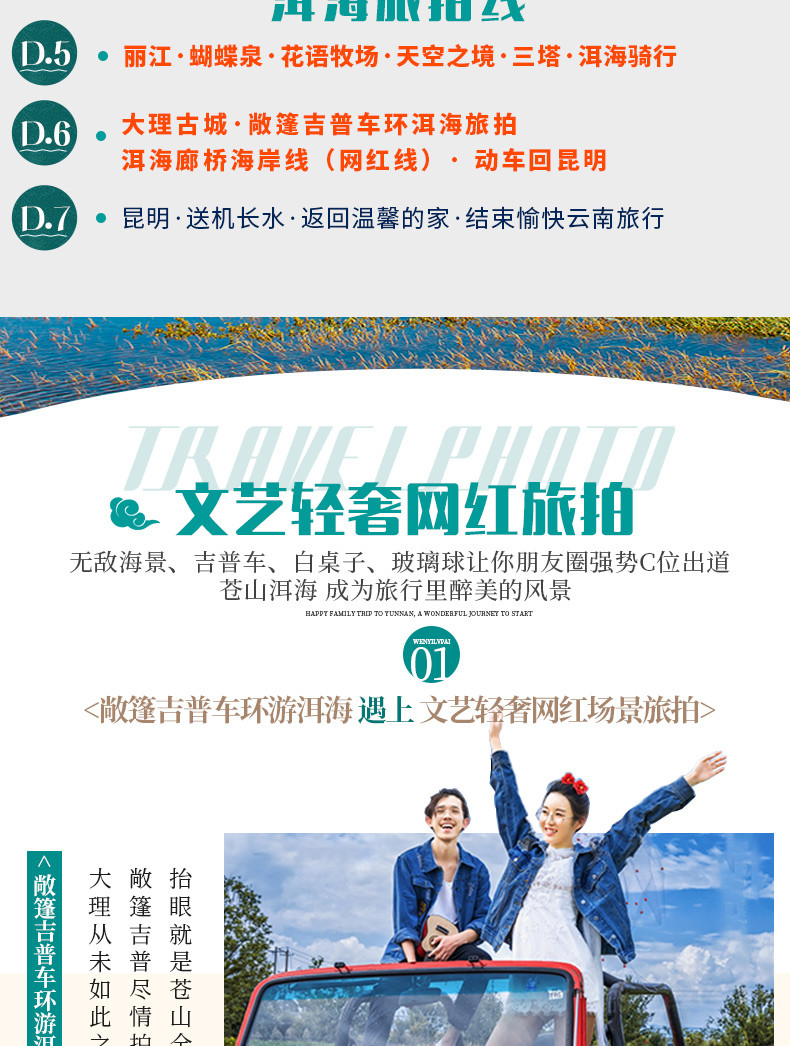 洱海旅拍线
D.5
丽江·蝴蝶泉·花语牧场·天空之境·三塔·洱海骑行
D.6
大理古城·敞篷吉普车环洱海旅拍
洱海廊桥海岸线（网红线）· 动车回昆明
D.7
昆明·送机长水·返回温馨的家·结束愉快云南旅行
TRAVEL PHOTO
文艺轻奢网红旅拍
无敌海景、吉普车、白桌子、玻璃球让你朋友圈强势C位出道
苍山洱海 成为旅行里醉美的风景
HAPPY FAMILY TRIP TO YUNNAN, A WONDERFUL JOURNEY TO START
WENYILVPAI
01
<敞篷吉普车环游洱海 遇上 文艺轻奢网红场景旅拍>
抬眼就是苍山
敞篷吉普尽情拍
大理从未如此之
<敞篷吉普车环游洱